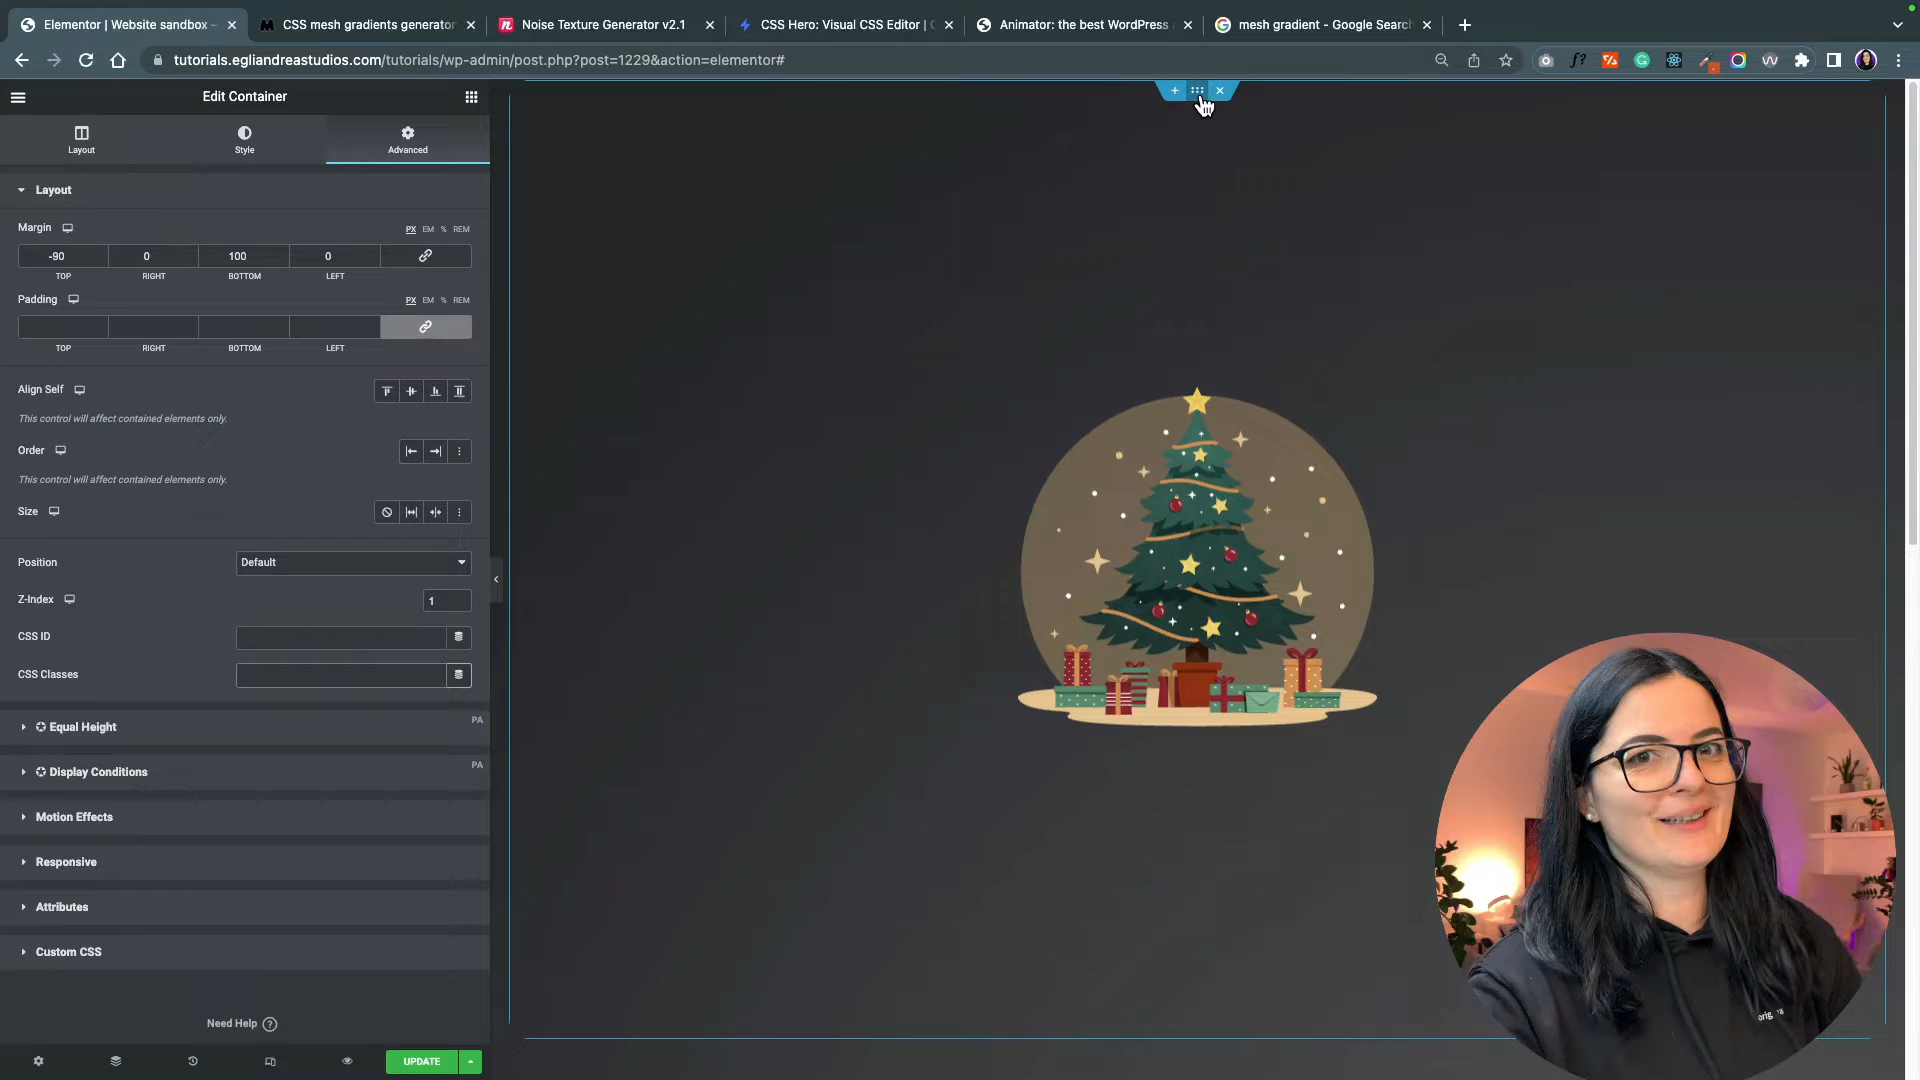 Elementor | Website sandbox –
CSS mesh gradients generator
Noise Texture Generator v2.1
CSS Hero: Visual CSS Editor |
Animator: the best WordPress
mesh gradient - Google Search
tutorials.egliandreastudios.com/tutorials/wp-admin/post.php?post=1229&action=elementor#
Edit Container
Layout
Style
Advanced
Layout
Margin
PX EM % REM
-90 0 100 0
TOP RIGHT BOTTOM LEFT
Padding
PX EM % REM
TOP RIGHT BOTTOM LEFT
Align Self
This control will affect contained elements only.
Order
This control will affect contained elements only.
Size
Position Default
Z-Index 1
CSS ID
CSS Classes
Equal Height PA
Display Conditions PA
Motion Effects
Responsive
Attributes
Custom CSS
Need Help ?
UPDATE